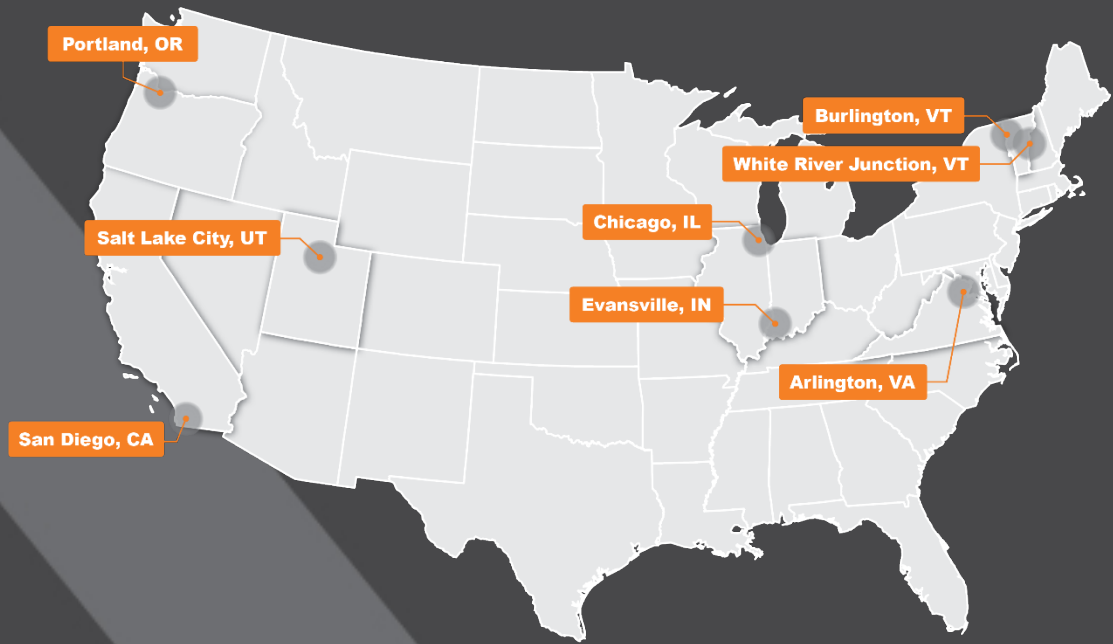 Portland, OR
Burlington, VT
White River Junction, VT
Chicago, IL
Salt Lake City, UT
Evansville, IN
Arlington, VA
San Diego, CA